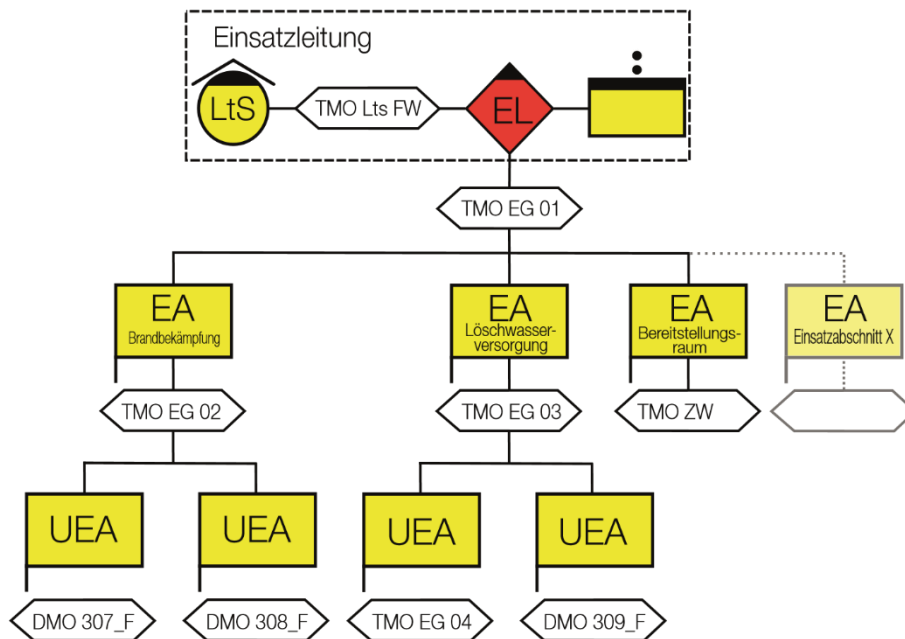 Einsatzleitung
LtS
TMO Lts FW
EL
TMO EG 01
EA
Brandbekämpfung
EA
Löschwasser-
versorgung
EA
Bereitstellungs-
raum
EA
Einsatzabschnitt X
TMO EG 02
TMO EG 03
TMO ZW
UEA
UEA
UEA
UEA
DMO 307_F
DMO 308_F
TMO EG 04
DMO 309_F